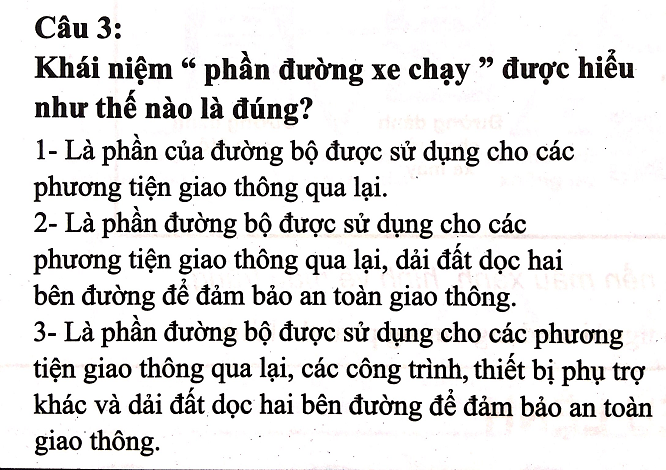 Câu 3:
Khái niệm “ phần đường xe chạy ” được hiểu
như thế nào là đúng?
1- Là phần của đường bộ được sử dụng cho các
phương tiện giao thông qua lại.
2- Là phần đường bộ được sử dụng cho các
phương tiện giao thông qua lại, dải đất dọc hai
bên đường để đảm bảo an toàn giao thông.
3- Là phần đường bộ được sử dụng cho các phương
tiện giao thông qua lại, các công trình, thiết bị phụ trợ
khác và dải đất dọc hai bên đường để đảm bảo an toàn
giao thông.